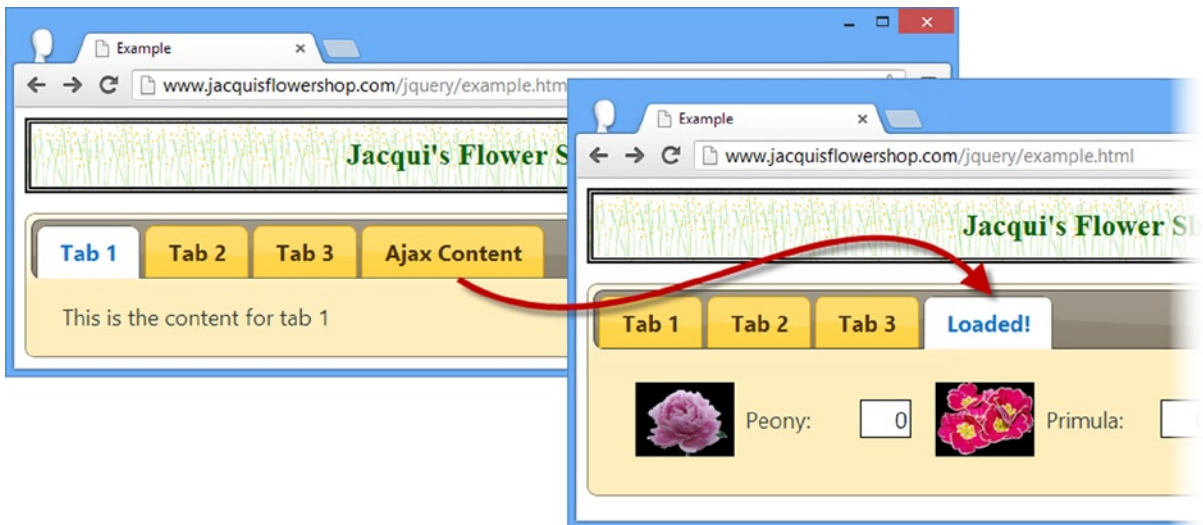 Example
www.jacquisflowershop.com/jquery/example.htm
Jacqui's Flower S
Tab 1 Tab 2 Tab 3 Ajax Content
This is the content for tab 1
Example
www.jacquisflowershop.com/jquery/example.html
Jacqui's Flower Sh
Tab 1 Tab 2 Tab 3 Loaded!
Peony: 0 Primula: